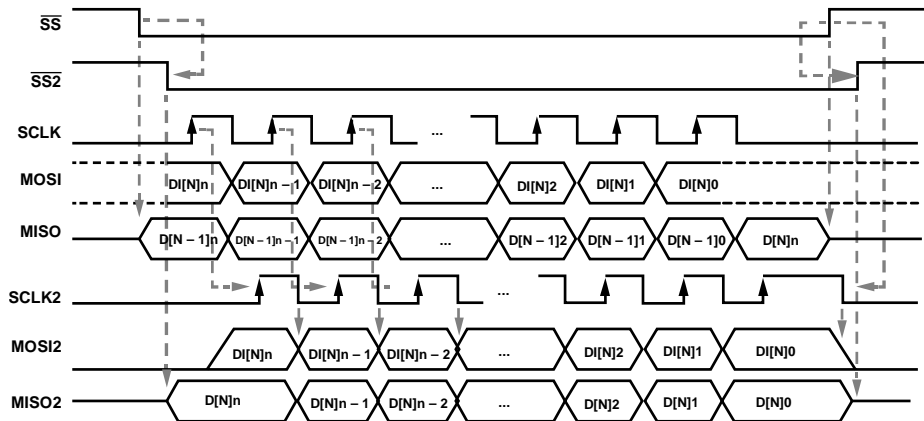 SS
SS2
SCLK ...
MOSI DI[N]n DI[N]n – 1 DI[N]n – 2 ... DI[N]2 DI[N]1 DI[N]0
MISO D[N – 1]n D[N – 1]n – 1 D[N – 1]n – 2 ... D[N – 1]2 D[N – 1]1 D[N – 1]0 D[N]n
SCLK2 ...
MOSI2 DI[N]n DI[N]n – 1 DI[N]n – 2 ... DI[N]2 DI[N]1 DI[N]0
MISO2 D[N]n D[N]n – 1 D[N]n – 2 ... D[N]2 D[N]1 D[N]0